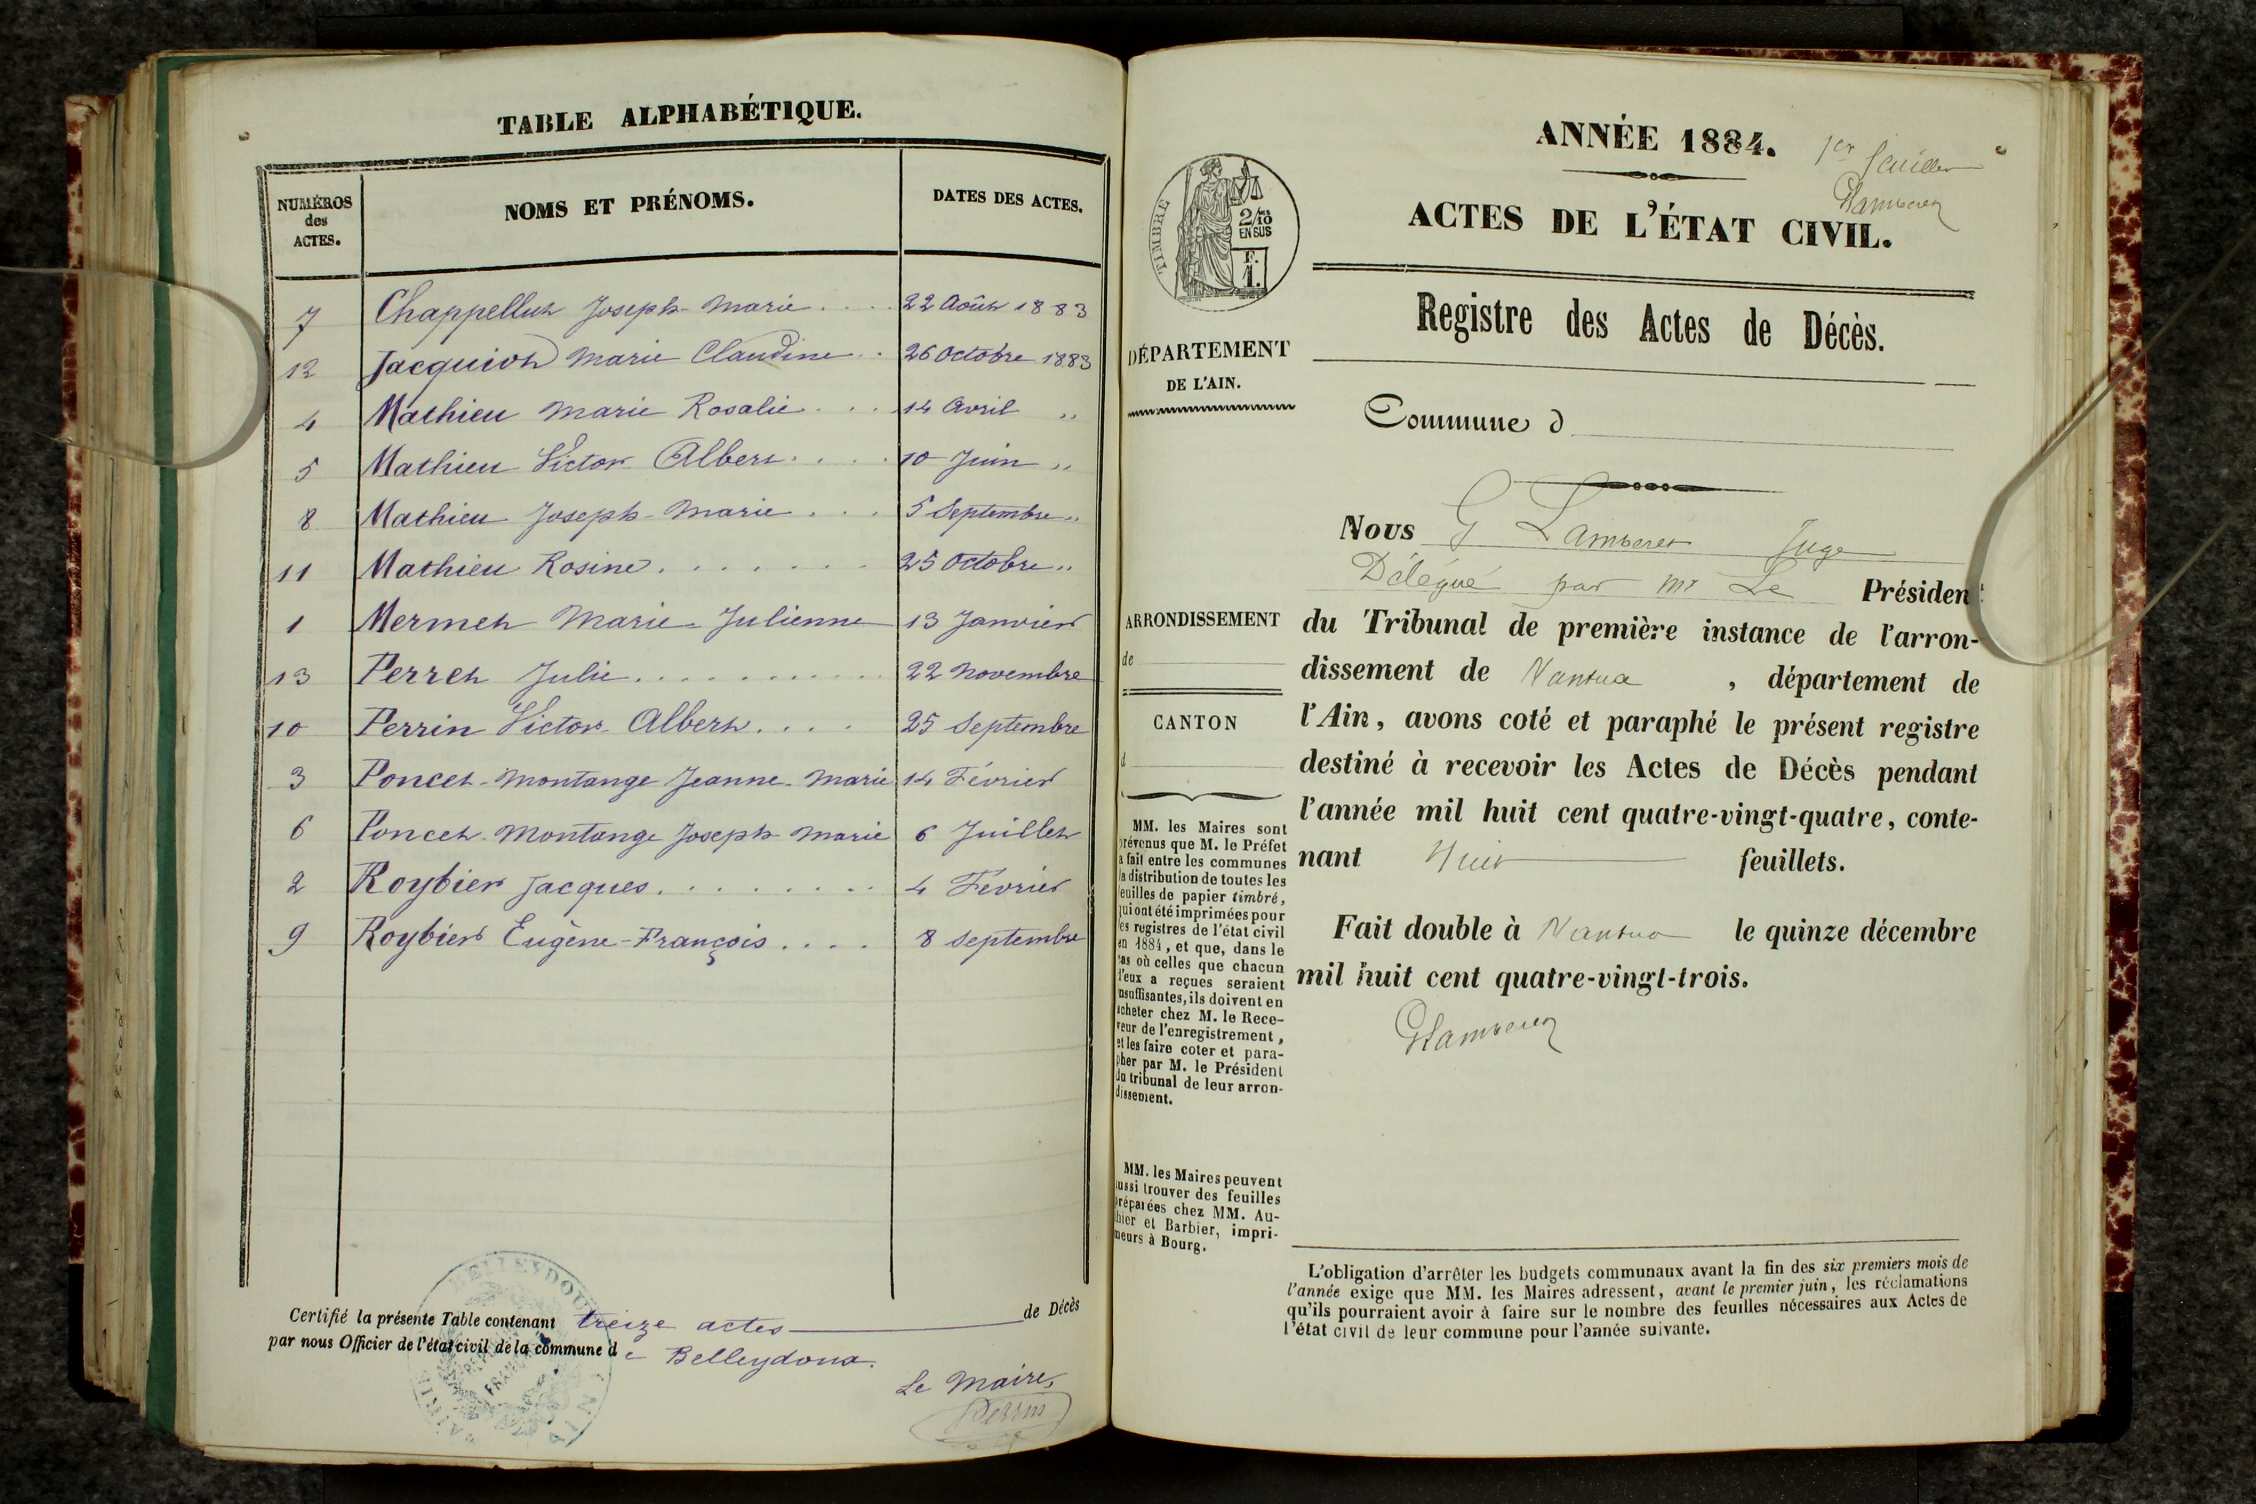 TABLE ALPHABÉTIQUE.
NUMÉROS
des
ACTES.
NOMS ET PRÉNOMS.
DATES DES ACTES.
7 Chappellut Joseph-Marie .... 22 Août 1883
12 Jacquiot Marie Claudine .. 26 Octobre 1883
4 Mathieu Marie Rosalie .... 14 Avril "
5 Mathieu Victor Albert ..... 10 Juin "
8 Mathieu Joseph-Marie .... 5 Septembre "
11 Mathieu Rosine ....... 25 Octobre "
1 Mermet Marie-Julienne 13 Janvier
13 Perret Julie ........... 22 Novembre
10 Perrin Victor Albert .... 25 Septembre
3 Poncet-Montange Jeanne-Marie 14 Février
6 Poncet-Montange Joseph-Marie 6 Juillet
2 Roybier Jacques ........ 4 Février
9 Roybier Eugène-François .... 8 Septembre
Certifié la présente Table contenant treize actes de Décès
par nous Officier de l'état civil de la commune de Belleydoux.
Le Maire,
Perrin
ANNÉE 1884.
1er feuillet
GLamberet
ACTES DE L'ÉTAT CIVIL.
TIMBRE
2/10 es
EN SUS
F.
1.
Registre des Actes de Décès.
DÉPARTEMENT
DE L'AIN.
Commune d
ARRONDISSEMENT
de
CANTON
d
MM. les Maires sont
prévenus que M. le Préfet
a fait entre les communes
la distribution de toutes les
feuilles de papier timbré,
qui ont été imprimées pour
les registres de l'état civil
en 1884, et que, dans le
cas où celles que chacun
d'eux a reçues seraient
insuffisantes, ils doivent en
acheter chez M. le Rece-
veur de l'enregistrement,
et les faire coter et para-
pher par M. le Président
du tribunal de leur arron-
dissement.
MM. les Maires peuvent
aussi trouver des feuilles
préparées chez MM. Au-
thier et Barbier, impri-
meurs à Bourg.
Nous G Lamberet Juge
Délégué par Mr Le Président
du Tribunal de première instance de l'arron-
dissement de Nantua, département de
l'Ain, avons coté et paraphé le présent registre
destiné à recevoir les Actes de Décès pendant
l'année mil huit cent quatre-vingt-quatre, conte-
nant Huit feuillets.
Fait double à Nantua le quinze décembre
mil huit cent quatre-vingt-trois.
GLamberet
L'obligation d'arrêter les budgets communaux avant la fin des six premiers mois de
l'année exige que MM. les Maires adressent, avant le premier juin, les réclamations
qu'ils pourraient avoir à faire sur le nombre des feuilles nécessaires aux Actes de
l'état civil de leur commune pour l'année suivante.